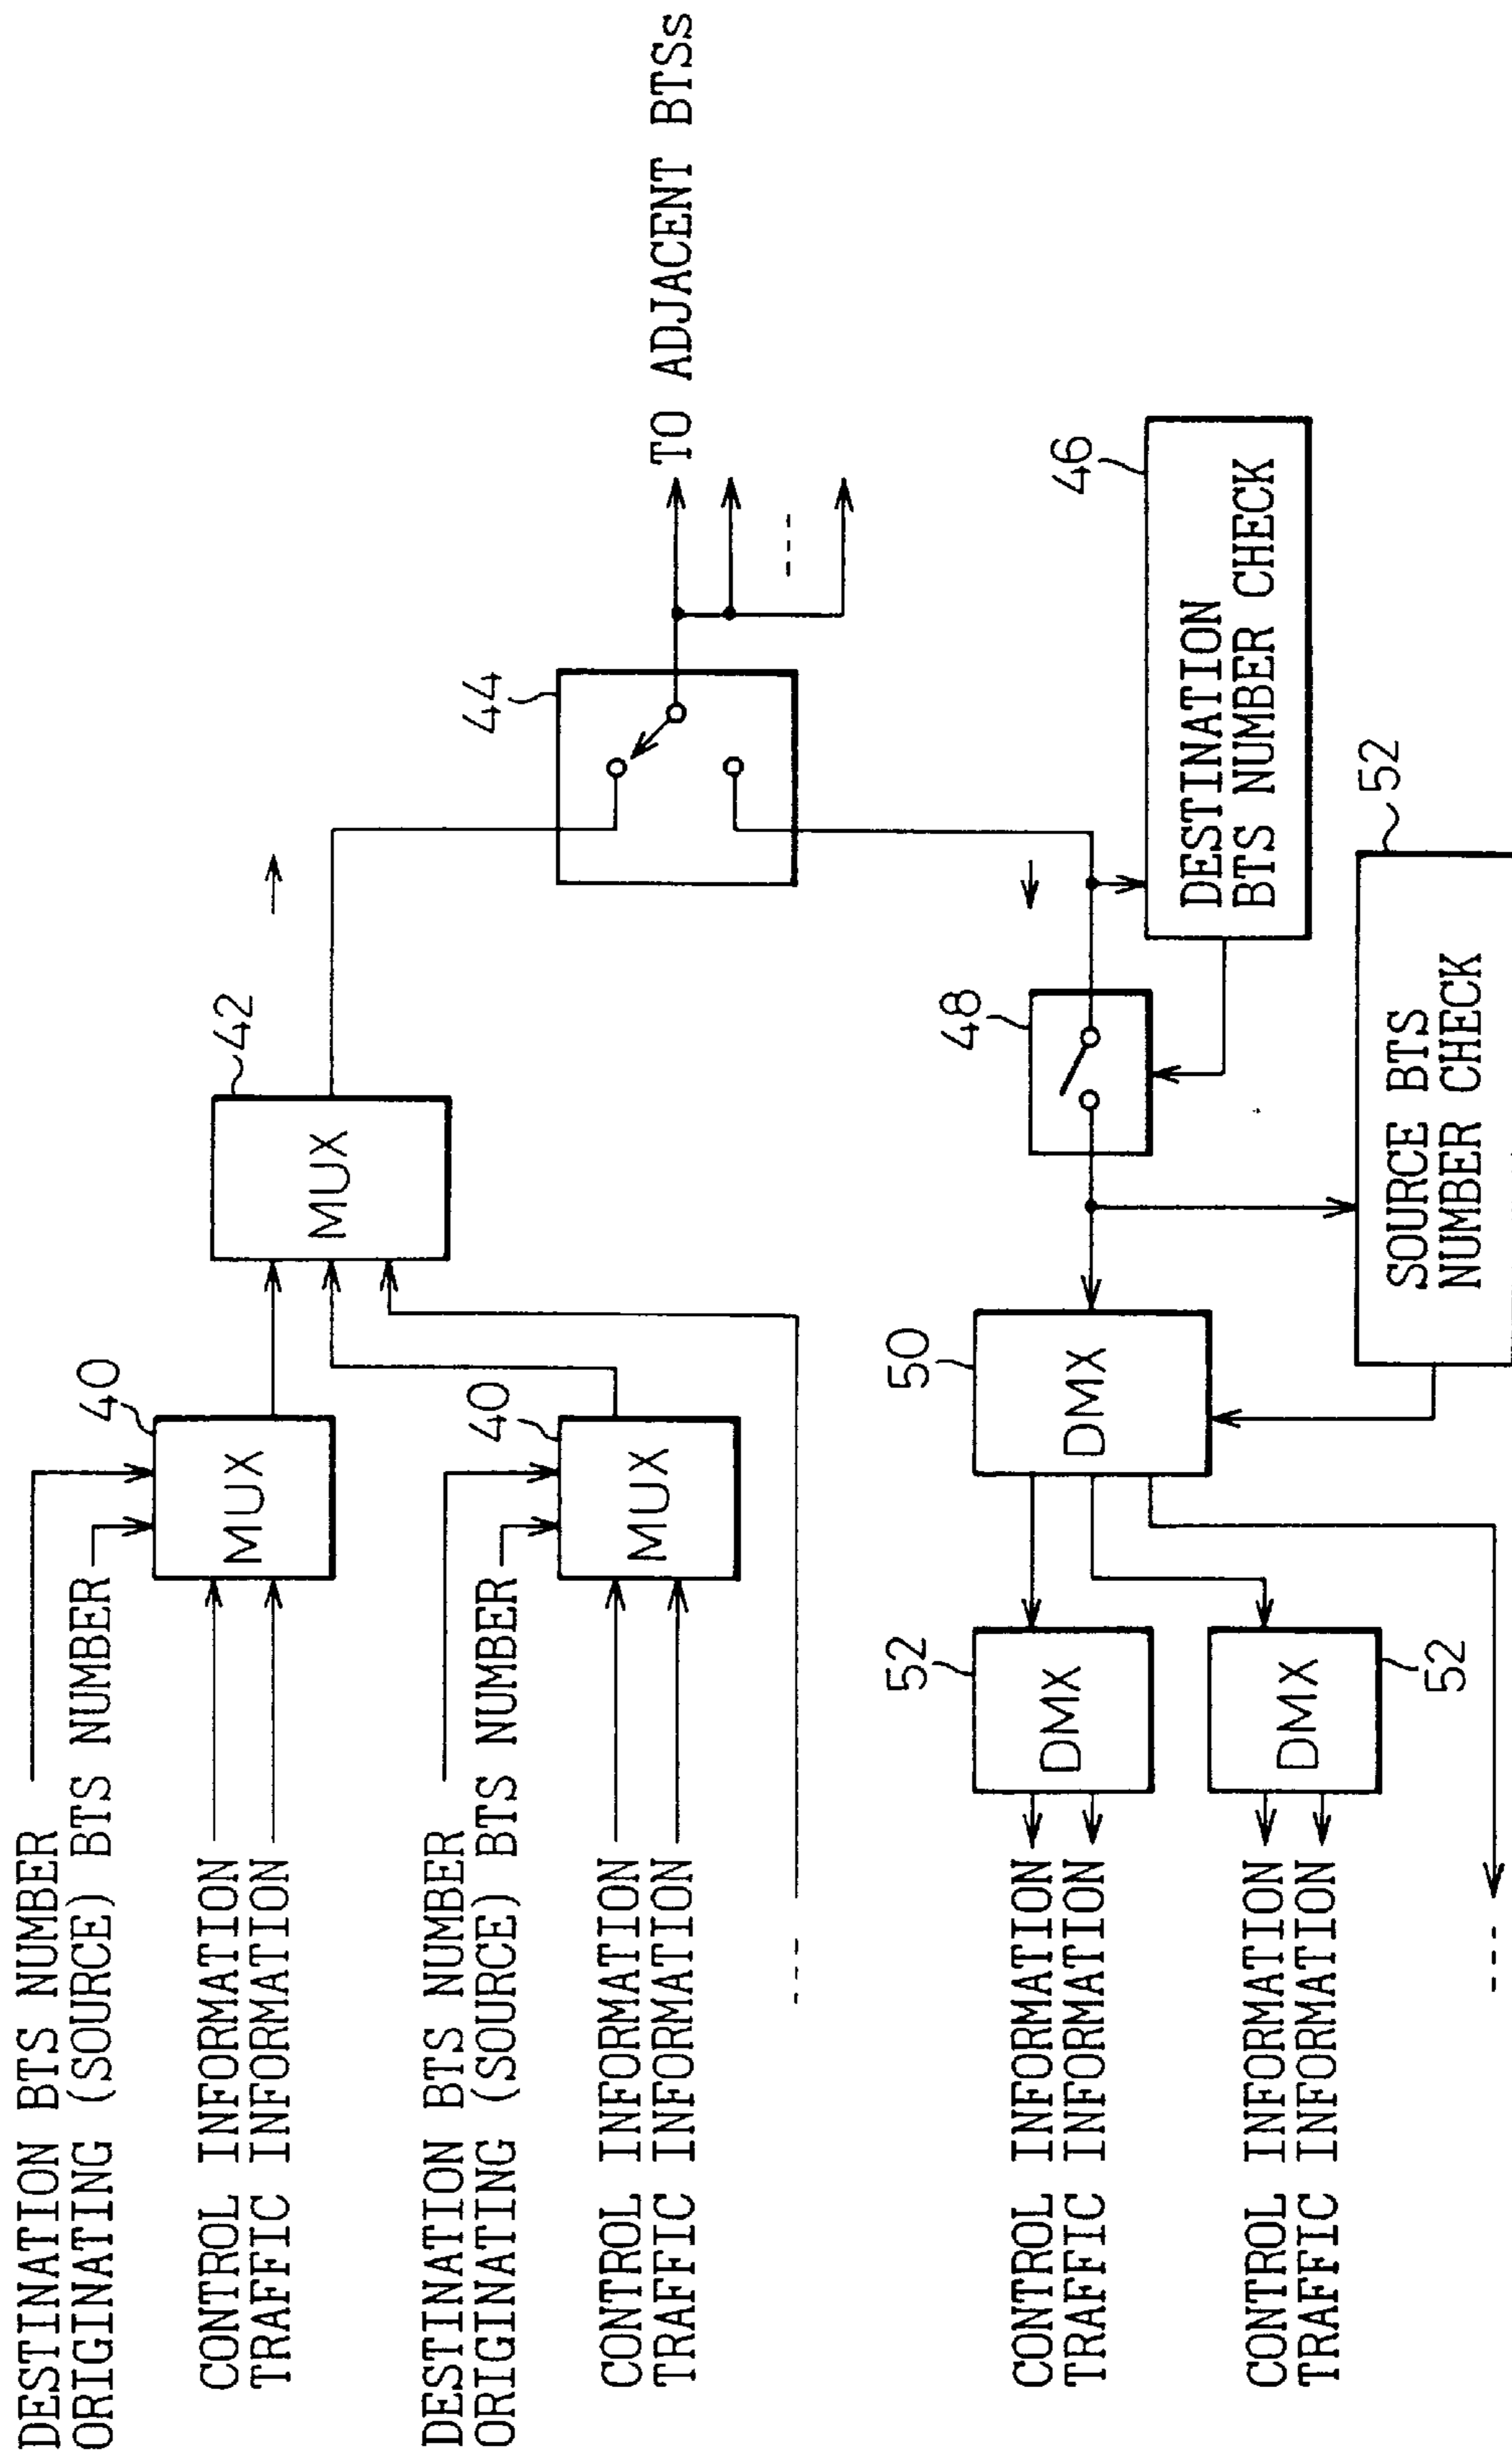 DESTINATION BTS NUMBER
ORIGINATING (SOURCE) BTS NUMBER
40
MUX
CONTROL INFORMATION
TRAFFIC INFORMATION
42
MUX
DESTINATION BTS NUMBER
ORIGINATING (SOURCE) BTS NUMBER
40
MUX
CONTROL INFORMATION
TRAFFIC INFORMATION
44
TO ADJACENT BTSs
52
DMX
CONTROL INFORMATION
TRAFFIC INFORMATION
50
DMX
48
46
DESTINATION
BTS NUMBER CHECK
DMX
52
CONTROL INFORMATION
TRAFFIC INFORMATION
52
SOURCE BTS
NUMBER CHECK